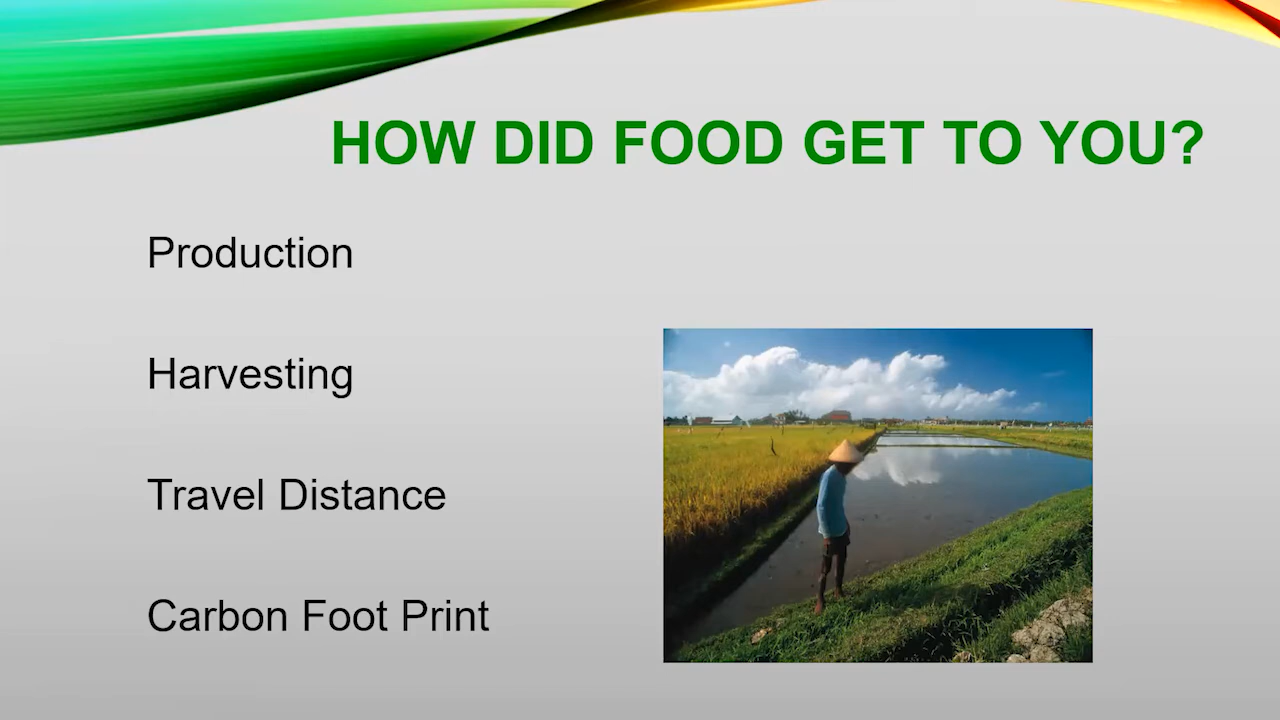 HOW DID FOOD GET TO YOU?
Production
Harvesting
Travel Distance
Carbon Foot Print